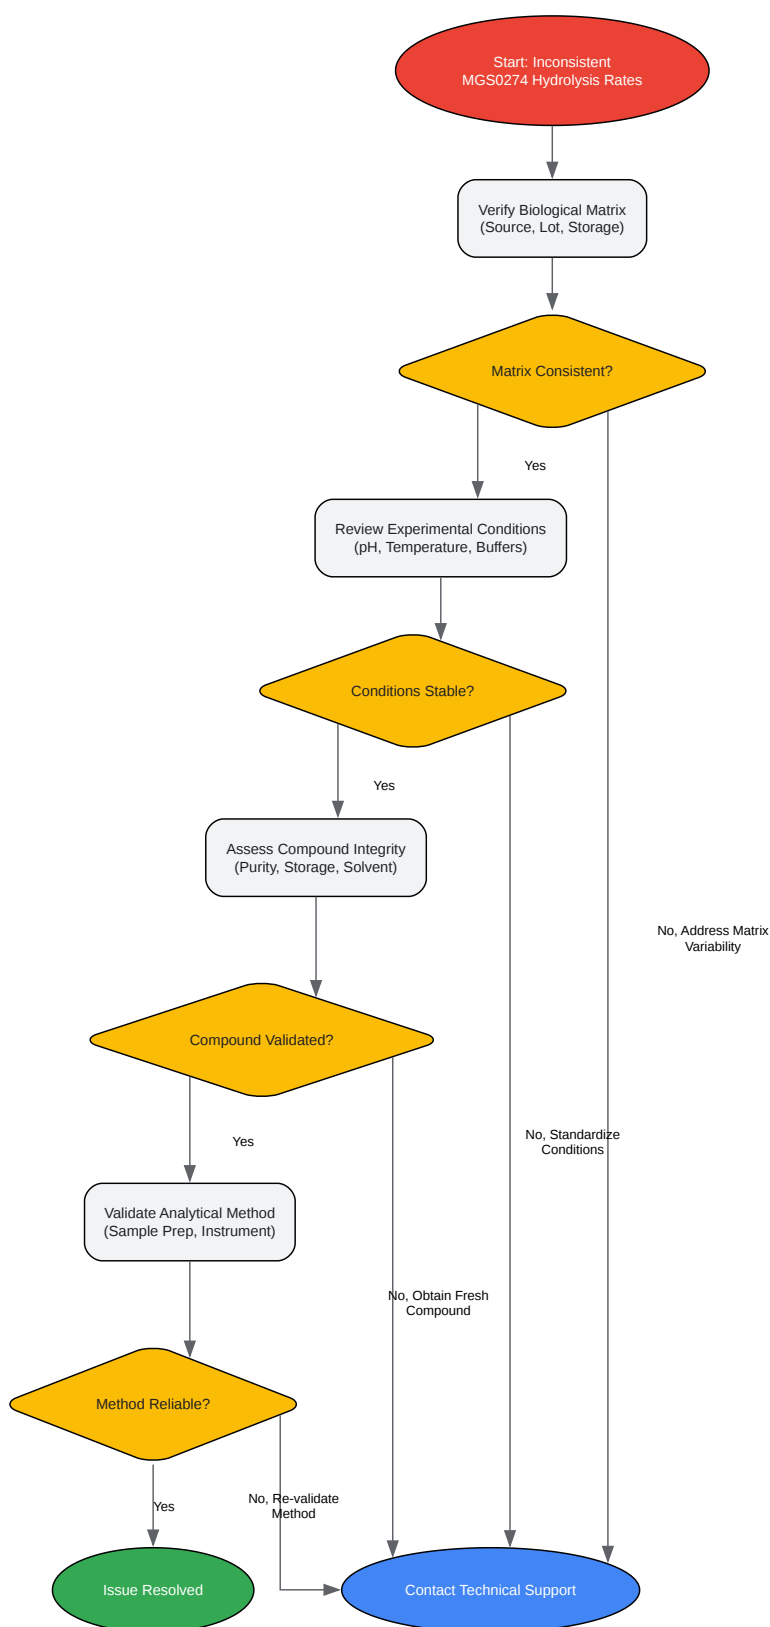 Start: Inconsistent
MGS0274 Hydrolysis Rates
Verify Biological Matrix
(Source, Lot, Storage)
Matrix Consistent?
Yes
Review Experimental Conditions
(pH, Temperature, Buffers)
Conditions Stable?
Yes
Assess Compound Integrity
(Purity, Storage, Solvent)
No, Address Matrix
Variability
Compound Validated?
Yes
No, Standardize
Conditions
Validate Analytical Method
(Sample Prep, Instrument)
No, Obtain Fresh
Compound
Method Reliable?
Yes
No, Re-validate
Method
Issue Resolved
Contact Technical Support